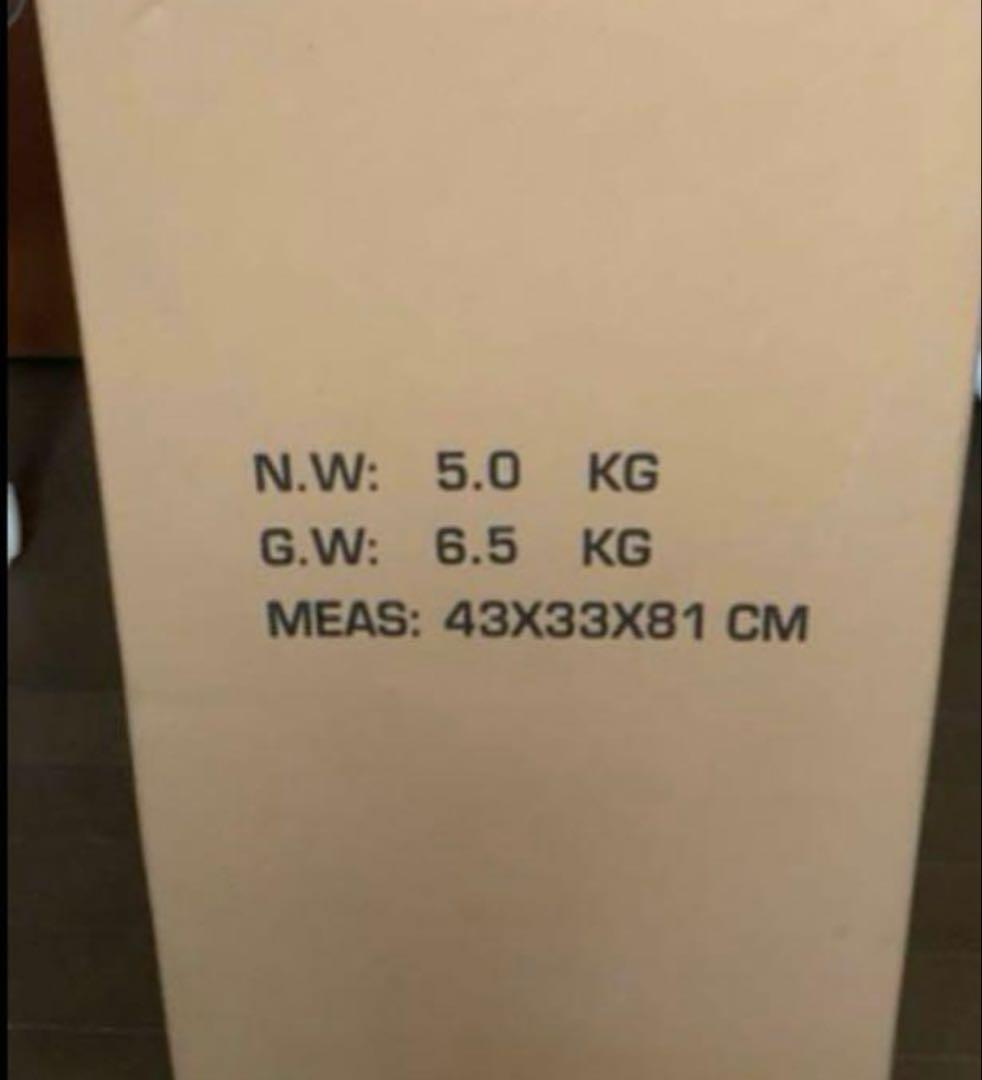 N.W: 5.0 KG
G.W: 6.5 KG
MEAS: 43X33X81 CM